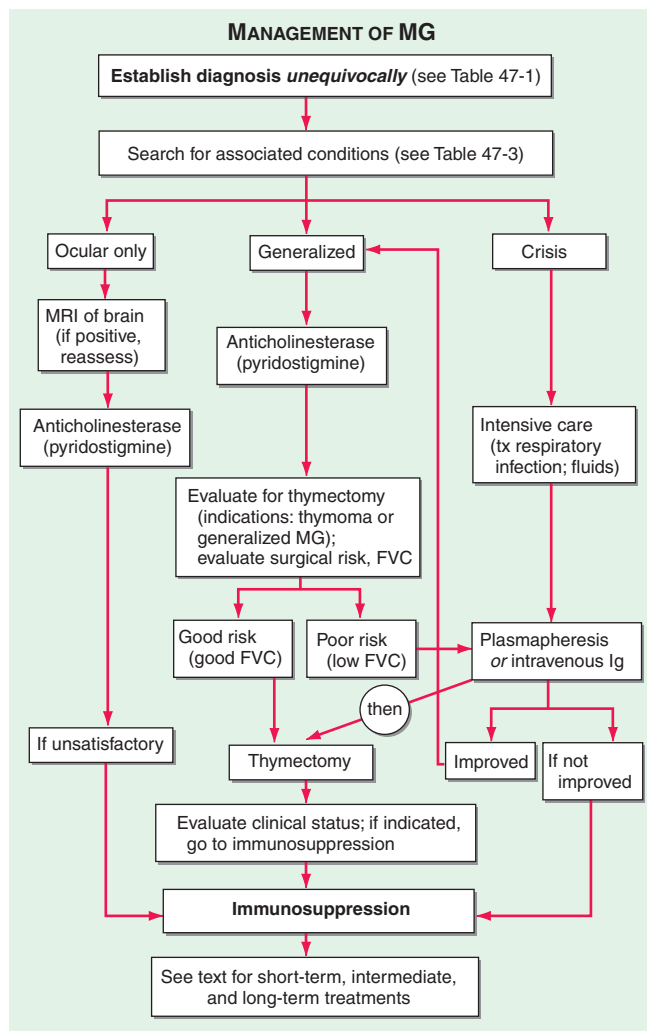 MANAGEMENT OF MG
Establish diagnosis unequivocally (see Table 47-1)
Search for associated conditions (see Table 47-3)
Ocular only
Generalized
Crisis
MRI of brain
(if positive,
reassess)
Anticholinesterase
(pyridostigmine)
Anticholinesterase
(pyridostigmine)
Intensive care
(tx respiratory
infection; fluids)
Evaluate for thymectomy
(indications: thymoma or
generalized MG);
evaluate surgical risk, FVC
Good risk
(good FVC)
Poor risk
(low FVC)
Plasmapheresis
or intravenous Ig
then
If unsatisfactory
Thymectomy
Improved
If not
improved
Evaluate clinical status; if indicated,
go to immunosuppression
Immunosuppression
See text for short-term, intermediate,
and long-term treatments